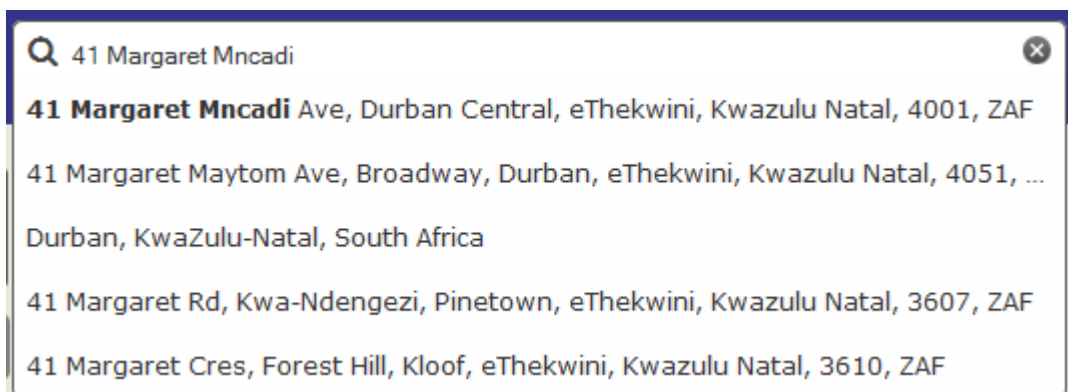 41 Margaret Mncadi
41 Margaret Mncadi Ave, Durban Central, eThekwini, Kwazulu Natal, 4001, ZAF
41 Margaret Maytom Ave, Broadway, Durban, eThekwini, Kwazulu Natal, 4051, ...
Durban, KwaZulu-Natal, South Africa
41 Margaret Rd, Kwa-Ndengezi, Pinetown, eThekwini, Kwazulu Natal, 3607, ZAF
41 Margaret Cres, Forest Hill, Kloof, eThekwini, Kwazulu Natal, 3610, ZAF